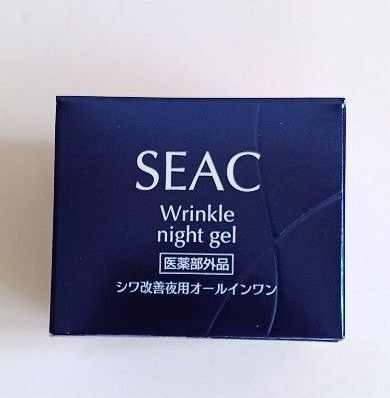 SEAC
Wrinkle
night gel
医薬部外品
シワ改善夜用オールインワン